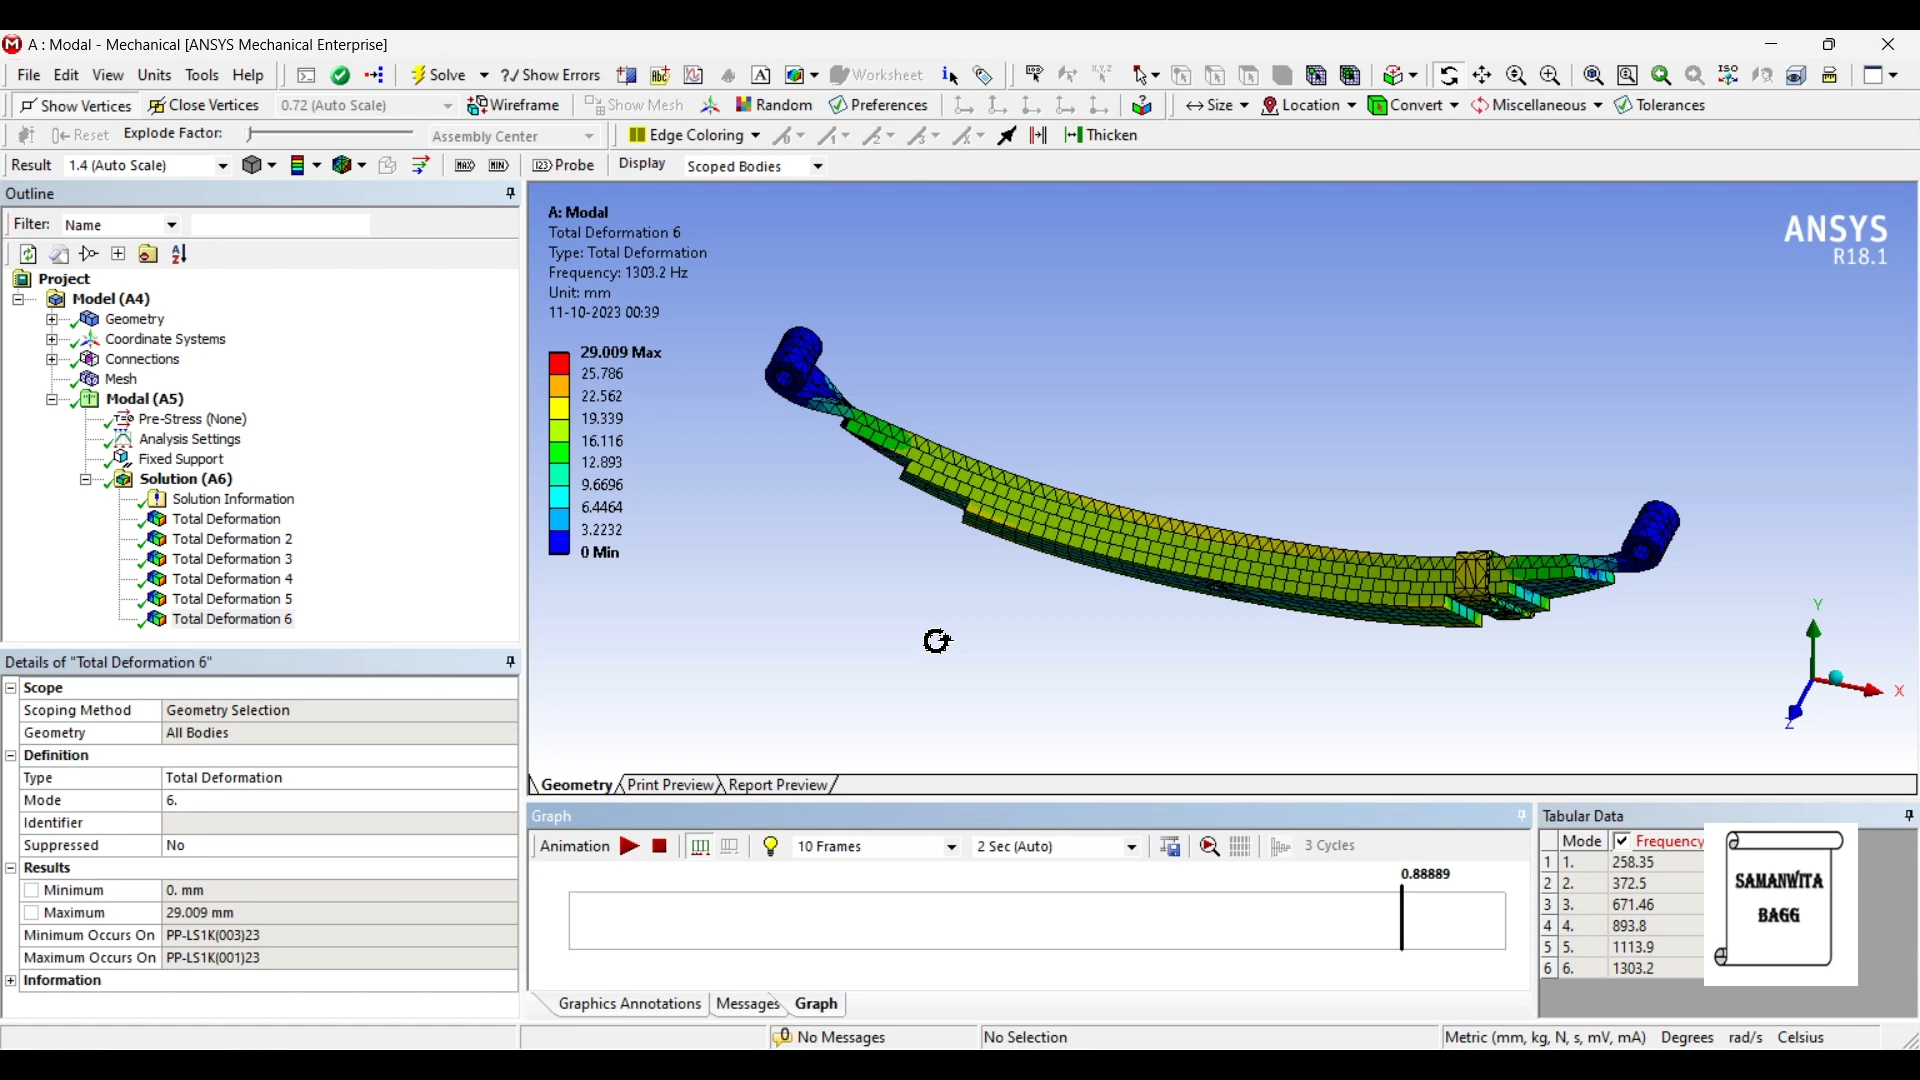 A : Modal - Mechanical [ANSYS Mechanical Enterprise]
File Edit View Units Tools Help Solve ?/ Show Errors Worksheet
Show Vertices Close Vertices 0.72 (Auto Scale) Wireframe Show Mesh Random Preferences Size Location Convert Miscellaneous Tolerances
Reset Explode Factor: Assembly Center Edge Coloring Thicken
Result 1.4 (Auto Scale) MAX MIN Probe Display Scoped Bodies
Outline
Filter: Name
Project
Model (A4)
Geometry
Coordinate Systems
Connections
Mesh
Modal (A5)
Pre-Stress (None)
Analysis Settings
Fixed Support
Solution (A6)
Solution Information
Total Deformation
Total Deformation 2
Total Deformation 3
Total Deformation 4
Total Deformation 5
Total Deformation 6
Details of "Total Deformation 6"
Scope
Scoping Method Geometry Selection
Geometry All Bodies
Definition
Type Total Deformation
Mode 6.
Identifier
Suppressed No
Results
Minimum 0. mm
Maximum 29.009 mm
Minimum Occurs On PP-LS1K(003)23
Maximum Occurs On PP-LS1K(001)23
Information
A: Modal
Total Deformation 6
Type: Total Deformation
Frequency: 1303.2 Hz
Unit: mm
11-10-2023 00:39
29.009 Max
25.786
22.562
19.339
16.116
12.893
9.6696
6.4464
3.2232
0 Min
ANSYS
R18.1
Y
X
Z
Geometry Print Preview Report Preview
Graph
Animation 10 Frames 2 Sec (Auto) 3 Cycles
0.88889
Graphics Annotations Messages Graph
Tabular Data
Mode Frequency
1 1. 258.35
2 2. 372.5
3 3. 671.46
4 4. 893.8
5 5. 1113.9
6 6. 1303.2
SAMANWITA
BAGG
0 No Messages No Selection Metric (mm, kg, N, s, mV, mA) Degrees rad/s Celsius